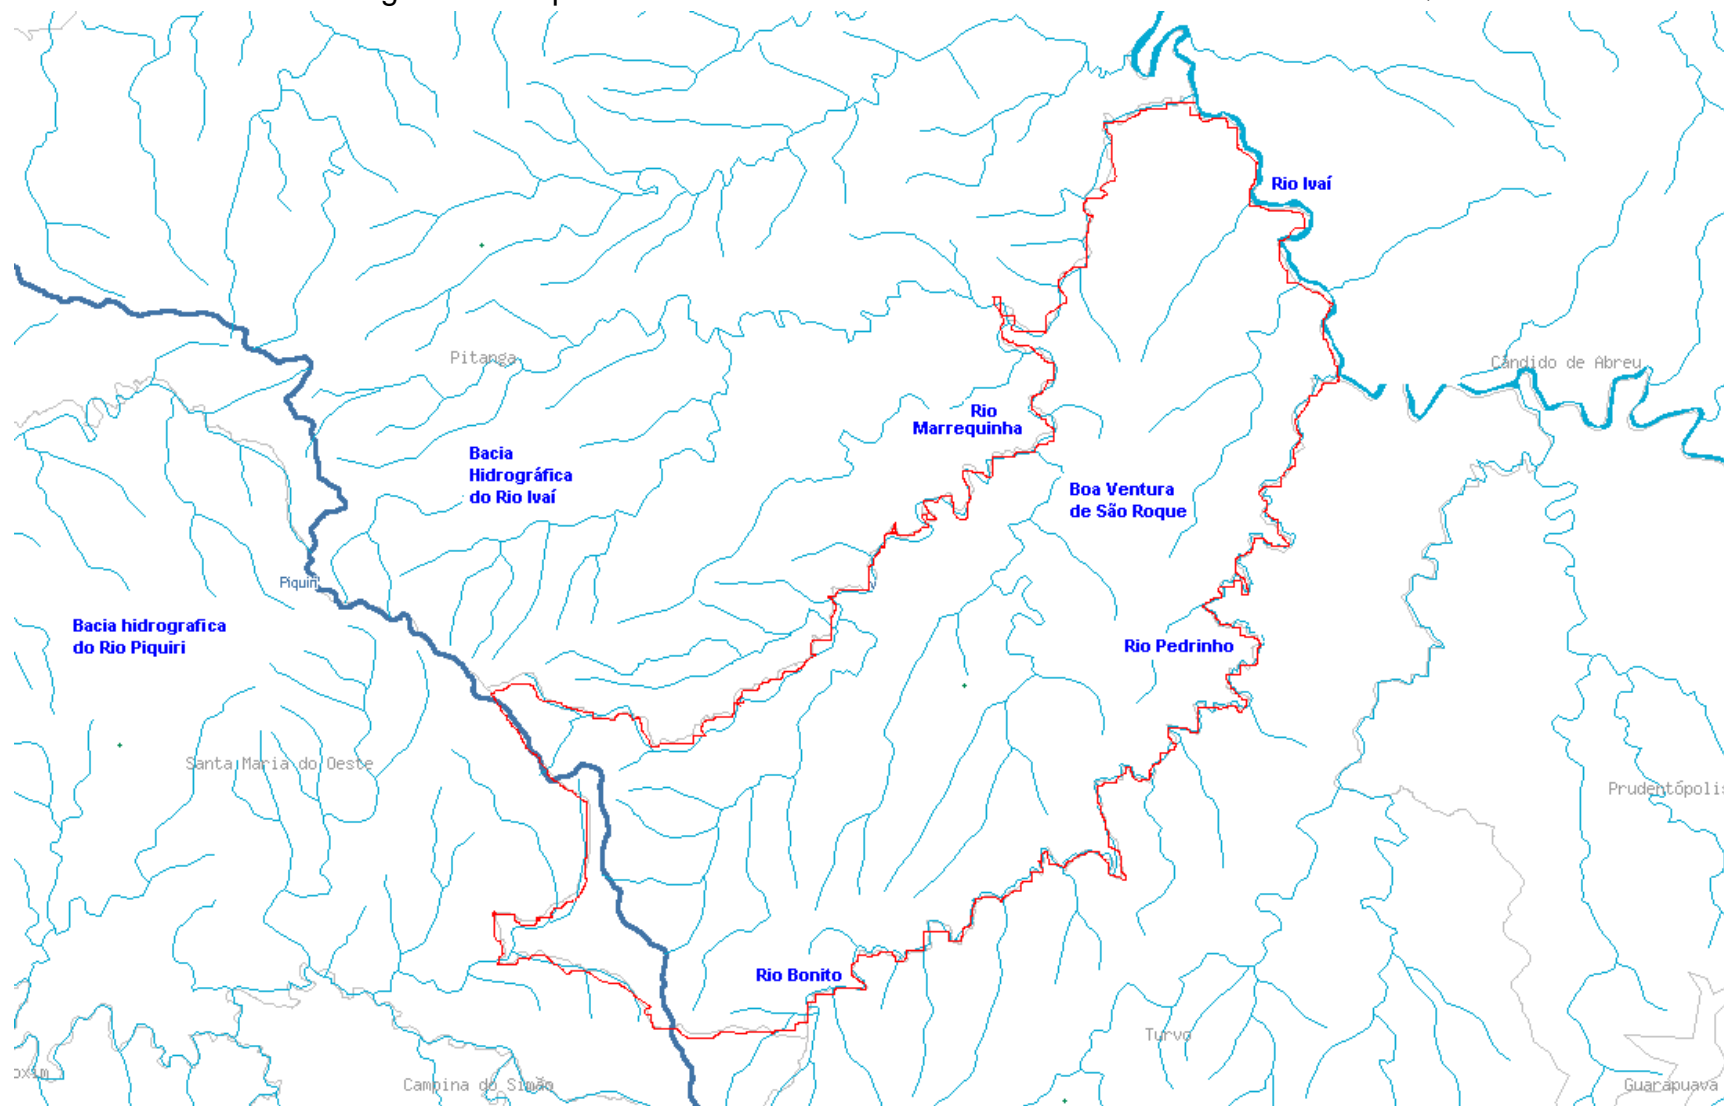 Rio Ivaí
Pitanga
Cândido de Abreu
Rio
Marrequinha
Bacia
Hidrográfica
do Rio Ivaí
Boa Ventura
de São Roque
Piquiri
Bacia hidrografica
do Rio Piquiri
Rio Pedrinho
Santa Maria do Oeste
Prudentópolis
Rio Bonito
Turvo
Campina do Simão
Guarapuava